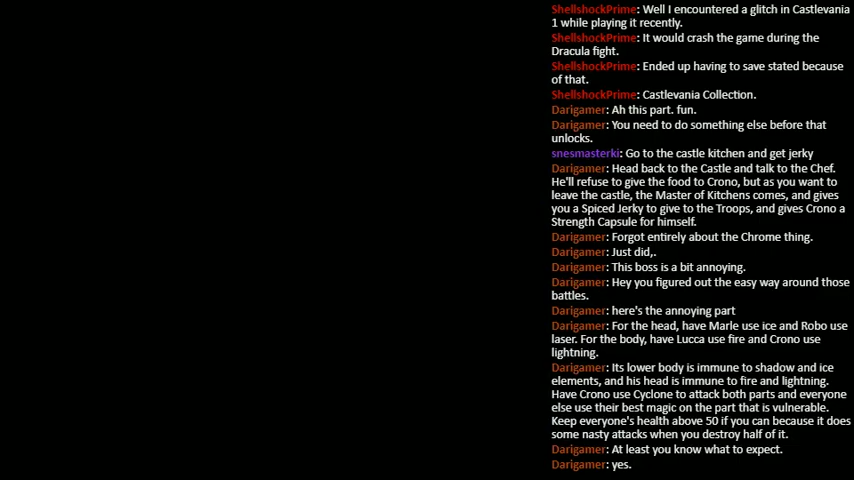 ShellshockPrime: Well I encountered a glitch in Castlevania
1 while playing it recently.
ShellshockPrime: It would crash the game during the
Dracula fight.
ShellshockPrime: Ended up having to save stated because
of that.
ShellshockPrime: Castlevania Collection.
Darigamer: Ah this part. fun.
Darigamer: You need to do something else before that
unlocks.
snesmasterki: Go to the castle kitchen and get jerky
Darigamer: Head back to the Castle and talk to the Chef.
He'll refuse to give the food to Crono, but as you want to
leave the castle, the Master of Kitchens comes, and gives
you a Spiced Jerky to give to the Troops, and gives Crono a
Strength Capsule for himself.
Darigamer: Forgot entirely about the Chrome thing.
Darigamer: Just did,.
Darigamer: This boss is a bit annoying.
Darigamer: Hey you figured out the easy way around those
battles.
Darigamer: here's the annoying part
Darigamer: For the head, have Marle use ice and Robo use
laser. For the body, have Lucca use fire and Crono use
lightning.
Darigamer: Its lower body is immune to shadow and ice
elements, and his head is immune to fire and lightning.
Have Crono use Cyclone to attack both parts and everyone
else use their best magic on the part that is vulnerable.
Keep everyone's health above 50 if you can because it does
some nasty attacks when you destroy half of it.
Darigamer: At least you know what to expect.
Darigamer: yes.